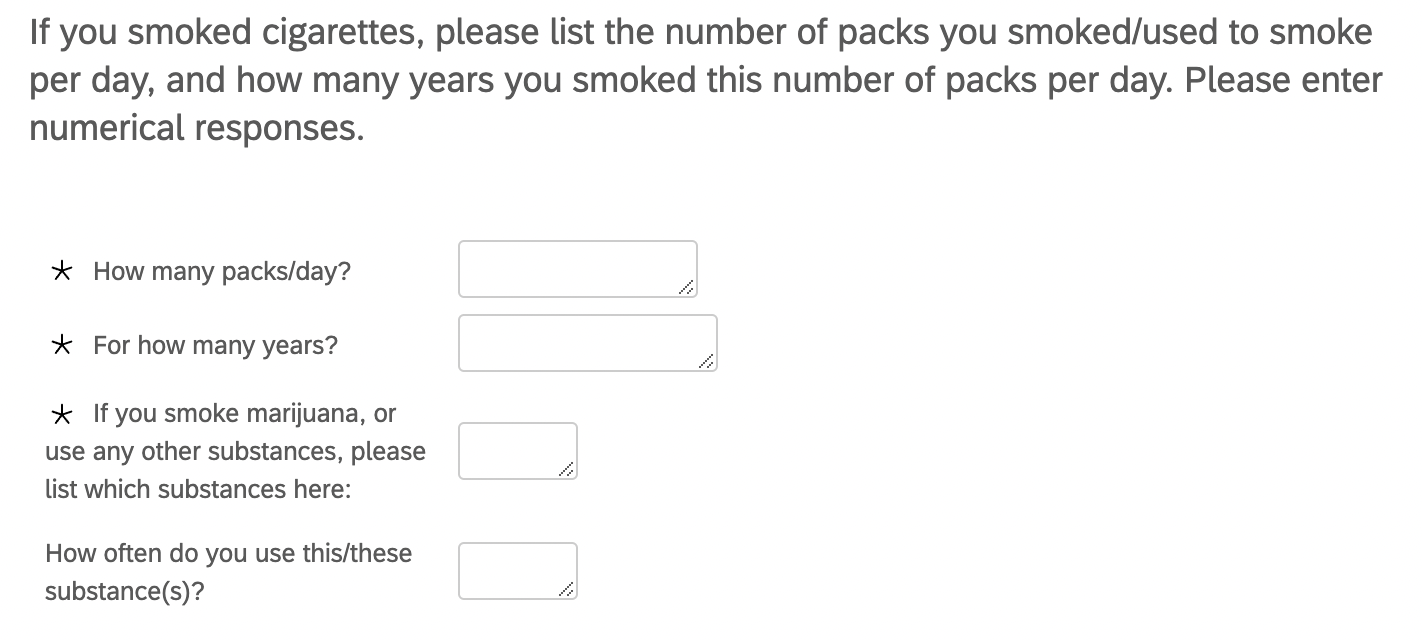 If you smoked cigarettes, please list the number of packs you smoked/used to smoke
per day, and how many years you smoked this number of packs per day. Please enter
numerical responses.
* How many packs/day?
* For how many years?
* If you smoke marijuana, or
use any other substances, please
list which substances here:
How often do you use this/these
substance(s)?